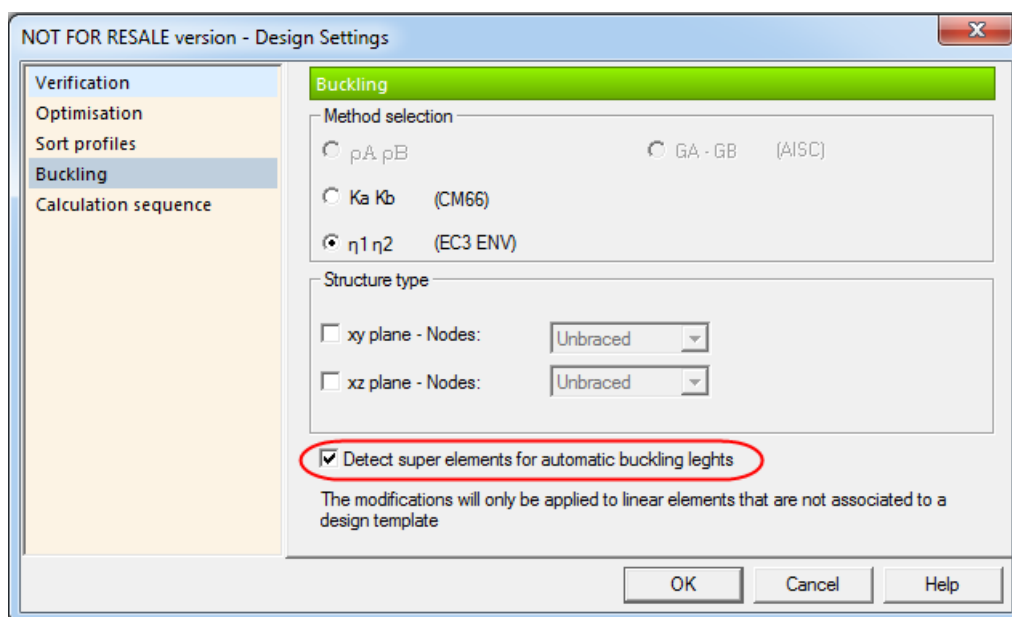 NOT FOR RESALE version - Design Settings
Verification
Optimisation
Sort profiles
Buckling
Calculation sequence
Buckling
Method selection
ρA ρB
GA - GB (AISC)
Ka Kb (CM66)
η1 η2 (EC3 ENV)
Structure type
xy plane - Nodes: Unbraced
xz plane - Nodes: Unbraced
Detect super elements for automatic buckling leghts
The modifications will only be applied to linear elements that are not associated to a
design template
OK
Cancel
Help